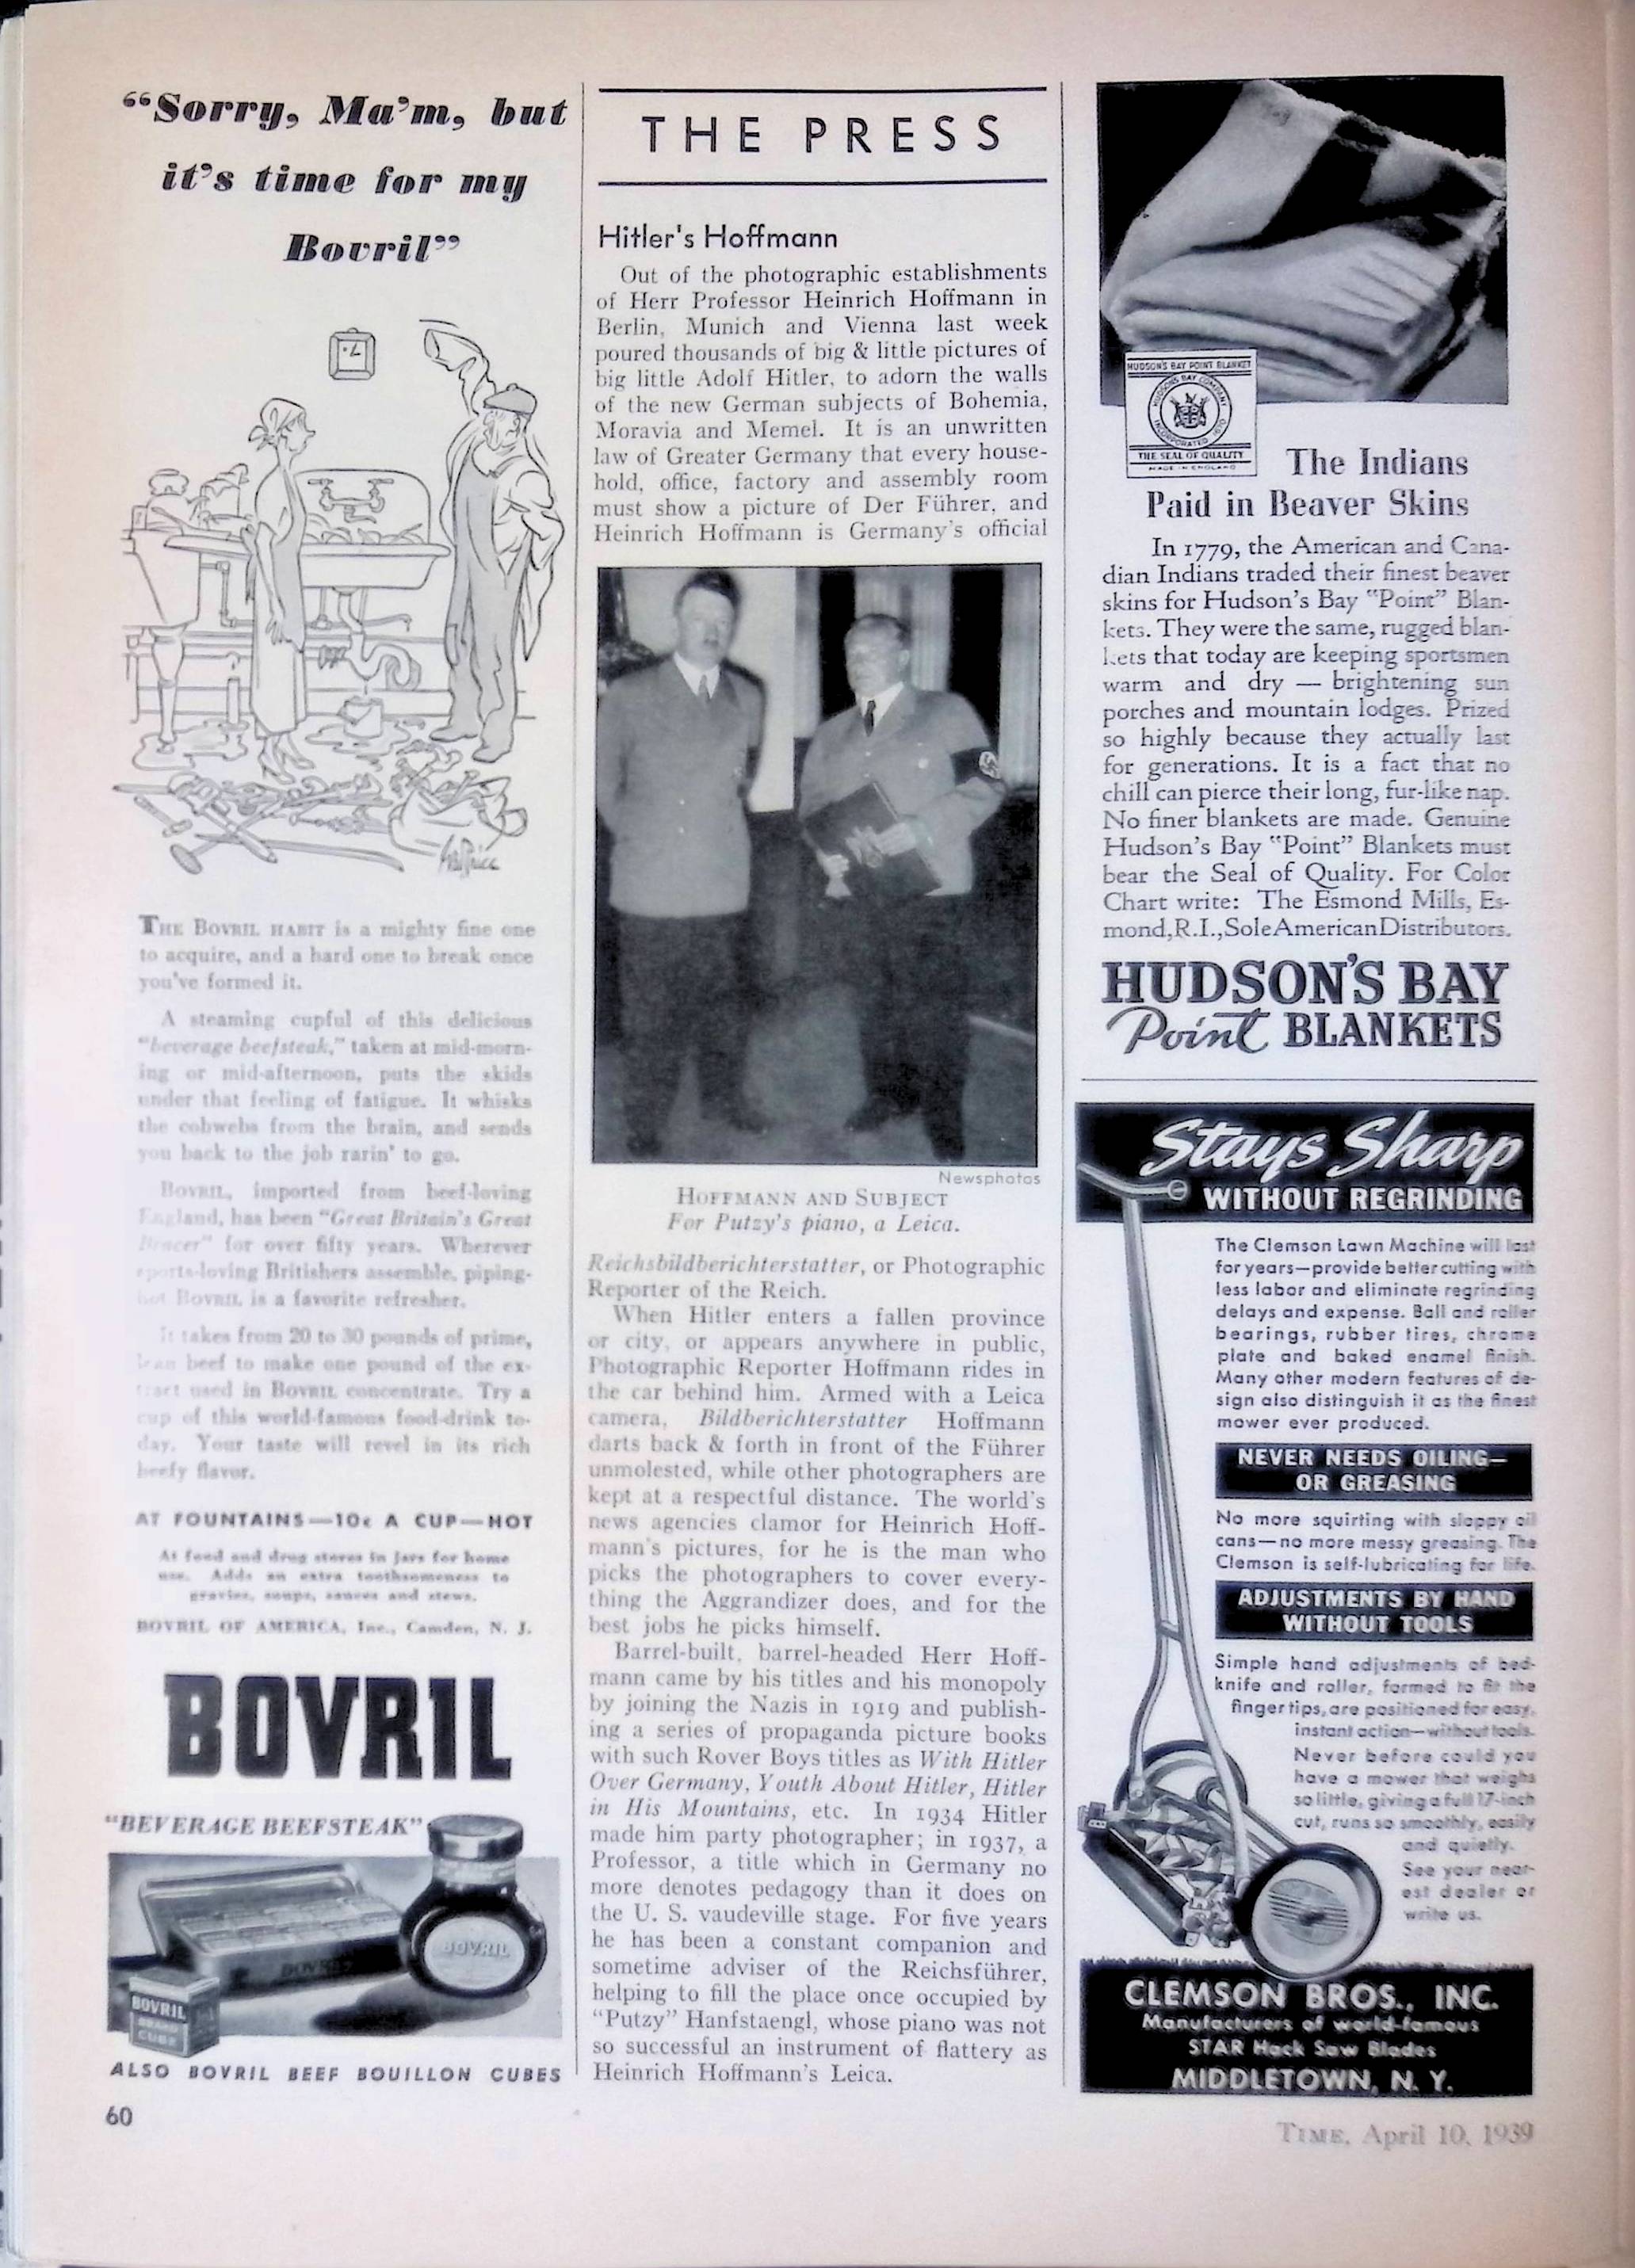 “Sorry, Ma’m, but
it’s time for my
Bovril”
THE BOVRIL HABIT is a mighty fine one
to acquire, and a hard one to break once
you’ve formed it.
A steaming cupful of this delicious
“beverage beefsteak,” taken at mid-morn-
ing or mid-afternoon, puts the skids
under that feeling of fatigue. It whisks
the cobwebs from the brain, and sends
you back to the job rarin’ to go.
BOVRIL, imported from beef-loving
England, has been “Great Britain’s Great
Bracer” for over fifty years. Wherever
sports-loving Britishers assemble, piping-
hot BOVRIL is a favorite refresher.
It takes from 20 to 30 pounds of prime,
lean beef to make one pound of the ex-
tract used in BOVRIL concentrate. Try a
cup of this world-famous food-drink to-
day. Your taste will revel in its rich
beefy flavor.
AT FOUNTAINS—10c A CUP—HOT
At food and drug stores in jars for home
use. Adds an extra toothsomeness to
gravies, soups, sauces and stews.
BOVRIL OF AMERICA, Inc., Camden, N. J.
BOVRIL
“BEVERAGE BEEFSTEAK”
BOVRIL
BOVRIL
BOVRIL
BRAND
CUBE
ALSO BOVRIL BEEF BOUILLON CUBES
60
THE PRESS
Hitler's Hoffmann
Out of the photographic establishments
of Herr Professor Heinrich Hoffmann in
Berlin, Munich and Vienna last week
poured thousands of big & little pictures of
big little Adolf Hitler, to adorn the walls
of the new German subjects of Bohemia,
Moravia and Memel. It is an unwritten
law of Greater Germany that every house-
hold, office, factory and assembly room
must show a picture of Der Führer, and
Heinrich Hoffmann is Germany’s official
Newsphotos
HOFFMANN AND SUBJECT
For Putzy’s piano, a Leica.
Reichsbildberichterstatter, or Photographic
Reporter of the Reich.
When Hitler enters a fallen province
or city, or appears anywhere in public,
Photographic Reporter Hoffmann rides in
the car behind him. Armed with a Leica
camera, Bildberichterstatter Hoffmann
darts back & forth in front of the Führer
unmolested, while other photographers are
kept at a respectful distance. The world’s
news agencies clamor for Heinrich Hoff-
mann’s pictures, for he is the man who
picks the photographers to cover every-
thing the Aggrandizer does, and for the
best jobs he picks himself.
Barrel-built, barrel-headed Herr Hoff-
mann came by his titles and his monopoly
by joining the Nazis in 1919 and publish-
ing a series of propaganda picture books
with such Rover Boys titles as With Hitler
Over Germany, Youth About Hitler, Hitler
in His Mountains, etc. In 1934 Hitler
made him party photographer; in 1937, a
Professor, a title which in Germany no
more denotes pedagogy than it does on
the U. S. vaudeville stage. For five years
he has been a constant companion and
sometime adviser of the Reichsführer,
helping to fill the place once occupied by
“Putzy” Hanfstaengl, whose piano was not
so successful an instrument of flattery as
Heinrich Hoffmann’s Leica.
HUDSON'S BAY POINT BLANKET
HUDSON'S BAY COMPANY
INCORPORATED 1670
THE SEAL OF QUALITY
MADE IN ENGLAND
The Indians
Paid in Beaver Skins
In 1779, the American and Cana-
dian Indians traded their finest beaver
skins for Hudson’s Bay “Point” Blan-
kets. They were the same, rugged blan-
kets that today are keeping sportsmen
warm and dry — brightening sun
porches and mountain lodges. Prized
so highly because they actually last
for generations. It is a fact that no
chill can pierce their long, fur-like nap.
No finer blankets are made. Genuine
Hudson’s Bay “Point” Blankets must
bear the Seal of Quality. For Color
Chart write: The Esmond Mills, Es-
mond, R.I., Sole American Distributors.
HUDSON’S BAY
Point BLANKETS
Stays Sharp
WITHOUT REGRINDING
The Clemson Lawn Machine will last
for years—provide better cutting with
less labor and eliminate regrinding
delays and expense. Ball and roller
bearings, rubber tires, chrome
plate and baked enamel finish.
Many other modern features of de-
sign also distinguish it as the finest
mower ever produced.
NEVER NEEDS OILING—
OR GREASING
No more squirting with sloppy oil
cans—no more messy greasing. The
Clemson is self-lubricating for life.
ADJUSTMENTS BY HAND
WITHOUT TOOLS
Simple hand adjustments of bed-
knife and roller, formed to fit the
fingertips, are positioned for easy,
instant action—without tools.
Never before could you
have a mower that weighs
so little, giving a full 17-inch
cut, runs so smoothly, easily
and quietly.
See your near-
est dealer or
write us.
CLEMSON BROS., INC.
Manufacturers of world-famous
STAR Hack Saw Blades
MIDDLETOWN, N. Y.
TIME, April 10, 1939